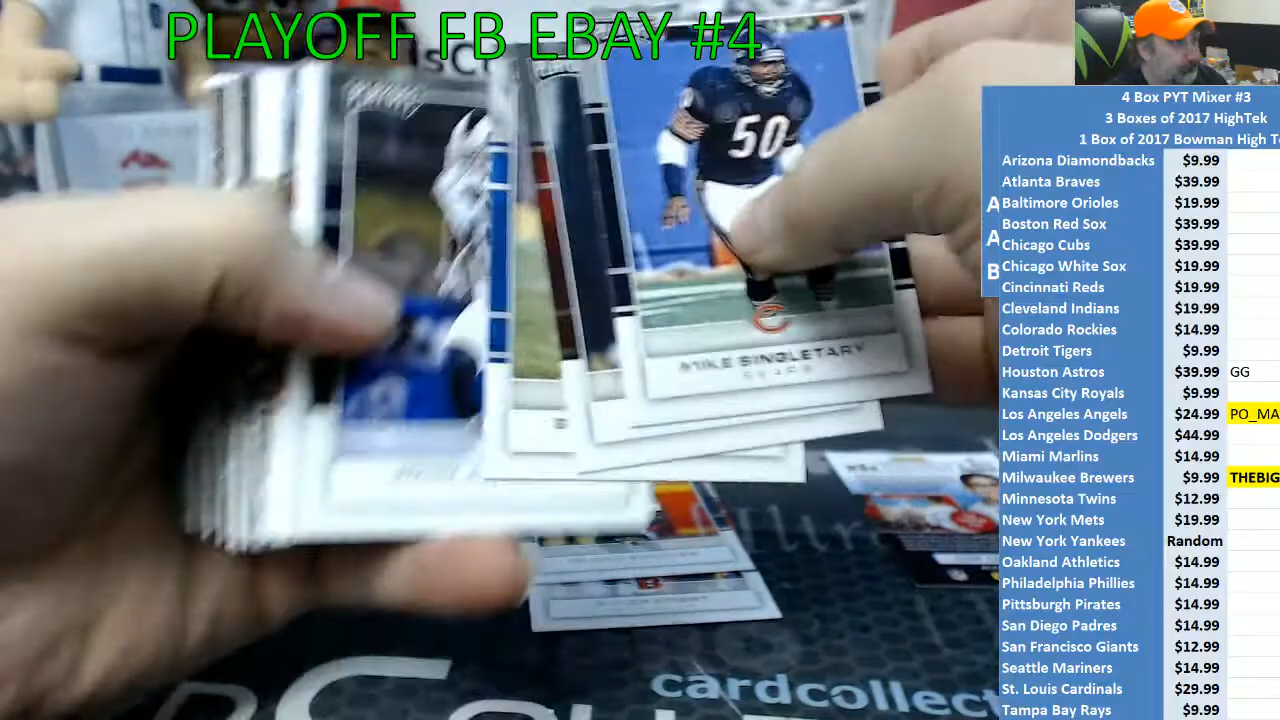 PLAYOFF FB EBAY #4
50
MIKE SINGLETARY
BEARS
cardcollect
4 Box PYT Mixer #3
3 Boxes of 2017 HighTek
1 Box of 2017 Bowman High T
Arizona Diamondbacks $9.99
Atlanta Braves $39.99
Baltimore Orioles $19.99
Boston Red Sox $39.99
Chicago Cubs $39.99
Chicago White Sox $19.99
Cincinnati Reds $19.99
Cleveland Indians $19.99
Colorado Rockies $14.99
Detroit Tigers $9.99
Houston Astros $39.99 GG
Kansas City Royals $9.99
Los Angeles Angels $24.99 PO_MA
Los Angeles Dodgers $44.99
Miami Marlins $14.99
Milwaukee Brewers $9.99 THEBIG
Minnesota Twins $12.99
New York Mets $19.99
New York Yankees Random
Oakland Athletics $14.99
Philadelphia Phillies $14.99
Pittsburgh Pirates $14.99
San Diego Padres $14.99
San Francisco Giants $12.99
Seattle Mariners $14.99
St. Louis Cardinals $29.99
Tampa Bay Rays $9.99
A
A
B